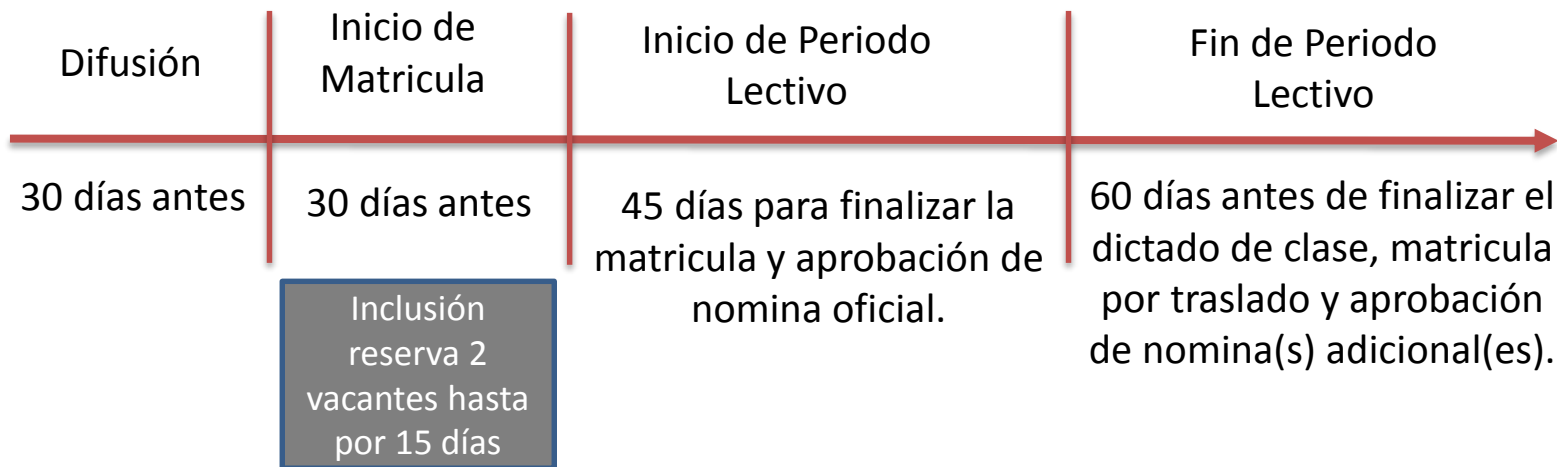 Difusión
Inicio de
Matricula
Inicio de Periodo
Lectivo
Fin de Periodo
Lectivo
30 días antes
30 días antes
45 días para finalizar la
matricula y aprobación de
nomina oficial.
60 días antes de finalizar el
dictado de clase, matricula
por traslado y aprobación
de nomina(s) adicional(es).
Inclusión
reserva 2
vacantes hasta
por 15 días